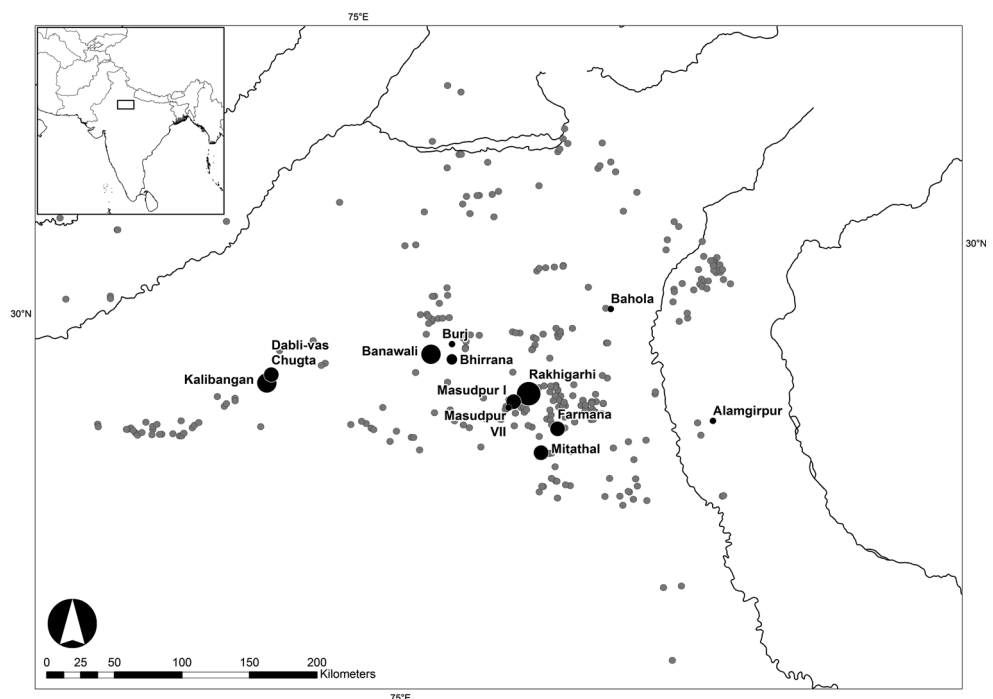 75°E
30°N
30°N
Bahola
Burj
Dabli-vas
Chugta
Banawali
Bhirrana
Kalibangan
Rakhigarhi
Masudpur I
Masudpur
VII
Farmana
Alamgirpur
Mitathal
0 25 50 100 150 200
Kilometers
75°E